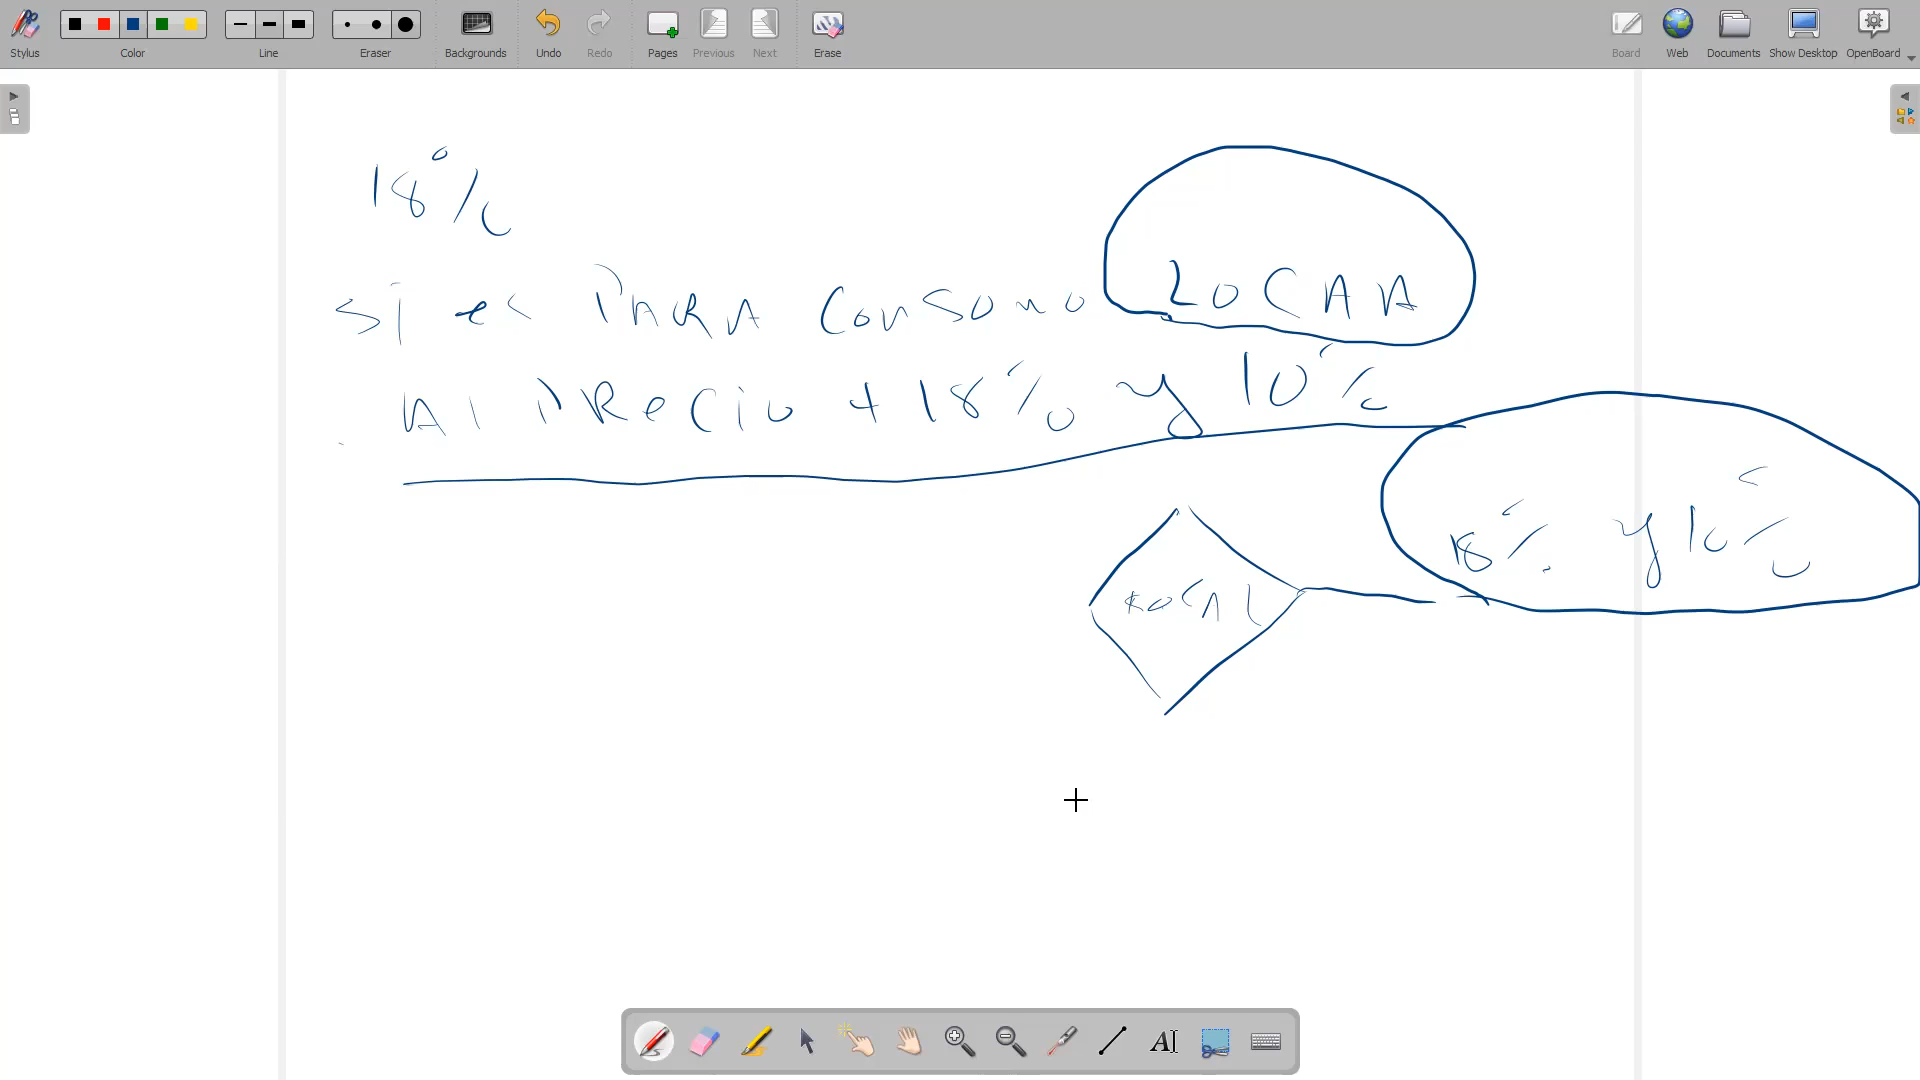 Stylus
Color
Line
Eraser
Backgrounds
Undo
Redo
Pages
Previous
Next
Erase
Board
Web
Documents
Show Desktop
OpenBoard
18%
si es PARA Consumo LOCAL
Al PRecio + 18% y 10%
18% y 10%
LOCAL